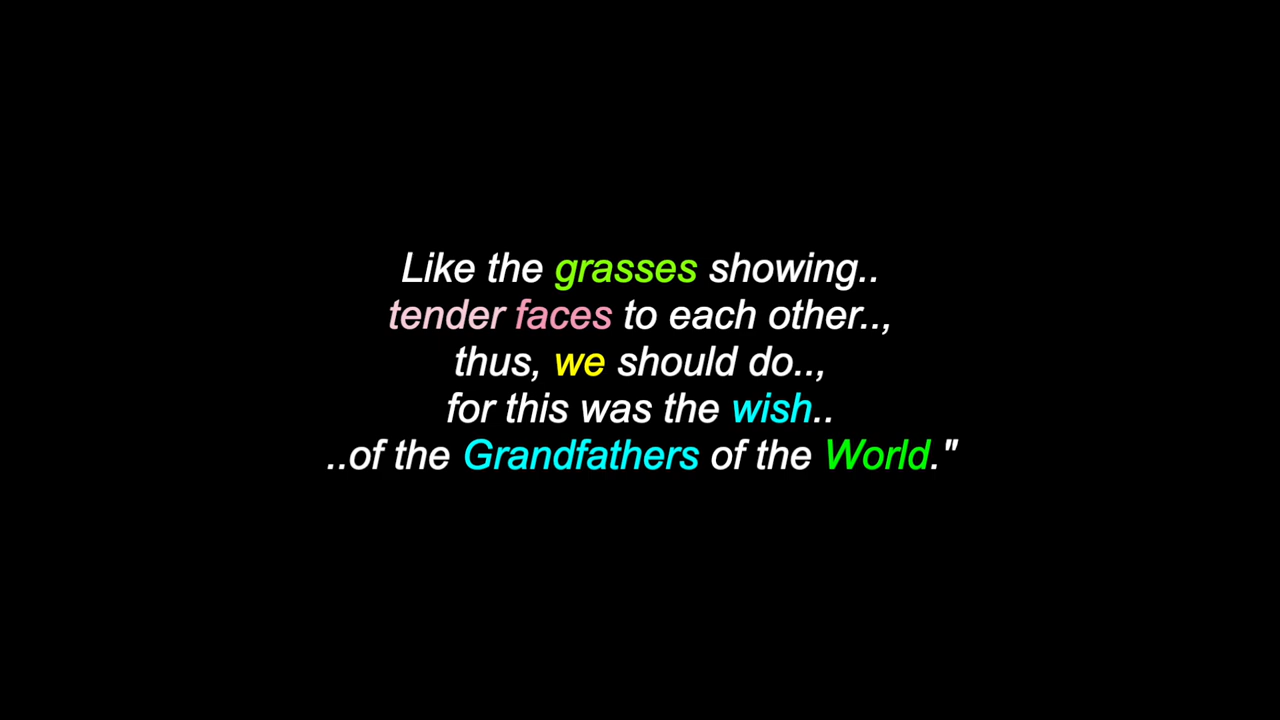 Like the grasses showing..
tender faces to each other..,
thus, we should do..,
for this was the wish..
..of the Grandfathers of the World."